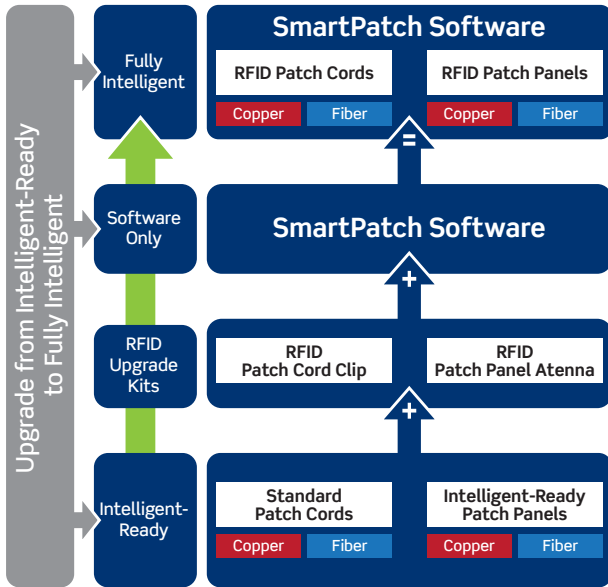 Upgrade from Intelligent-Ready
to Fully Intelligent
Fully
Intelligent
SmartPatch Software
RFID Patch Cords
RFID Patch Panels
Copper
Fiber
Copper
Fiber
=
Software
Only
SmartPatch Software
+
RFID
Upgrade
Kits
RFID
Patch Cord Clip
RFID
Patch Panel Atenna
+
Intelligent-
Ready
Standard
Patch Cords
Intelligent-Ready
Patch Panels
Copper
Fiber
Copper
Fiber